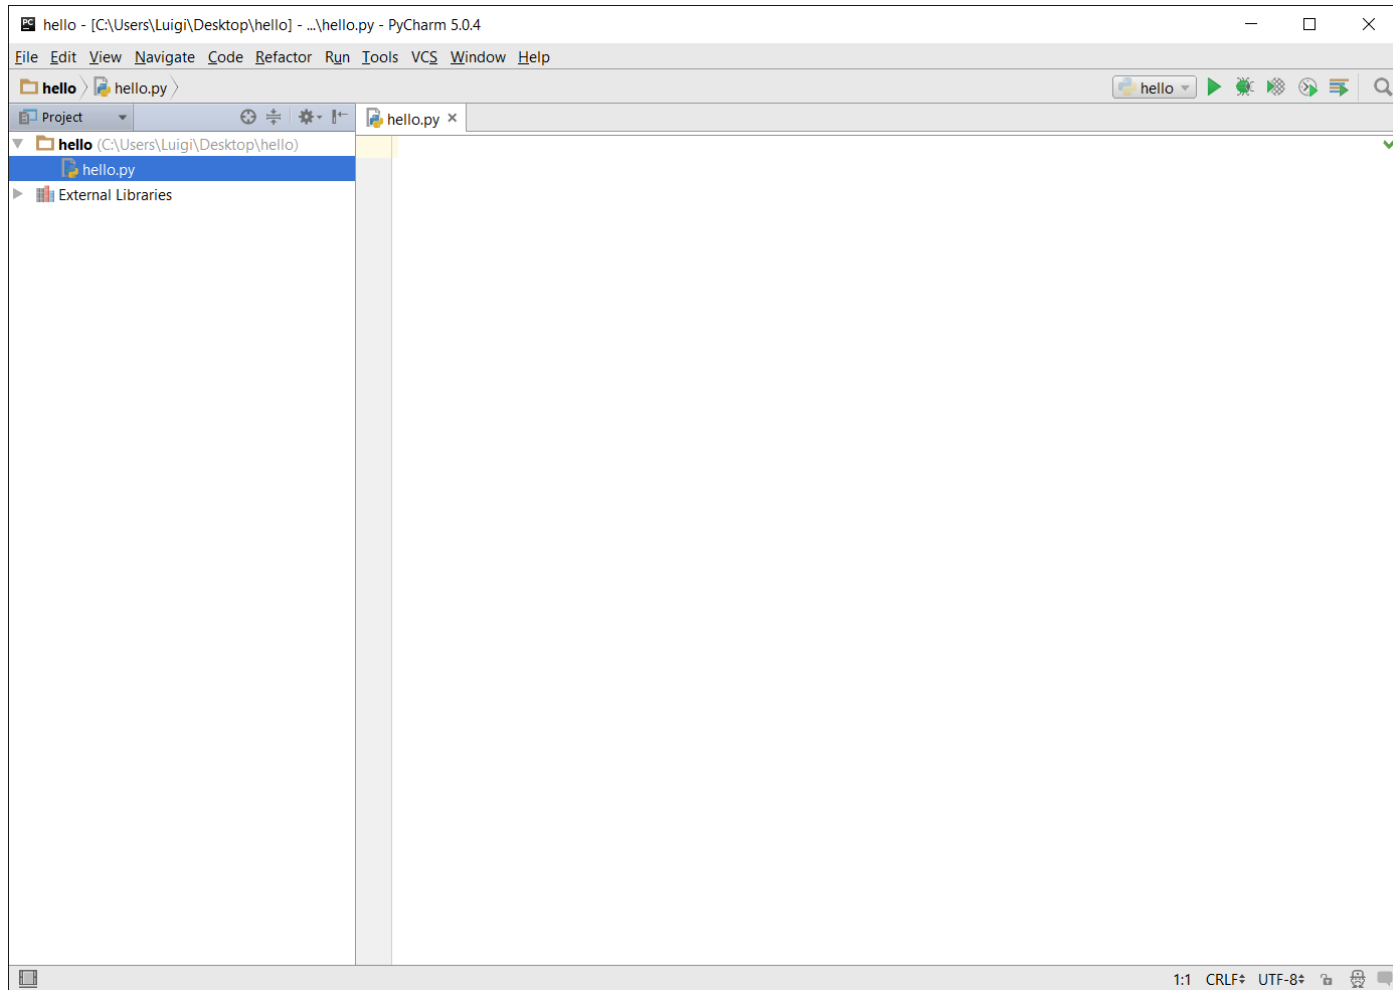 hello - [C:\Users\Luigi\Desktop\hello] - ...\hello.py - PyCharm 5.0.4
File Edit View Navigate Code Refactor Run Tools VCS Window Help
hello hello.py hello
Project hello.py
hello (C:\Users\Luigi\Desktop\hello)
hello.py
External Libraries
1:1 CRLF UTF-8